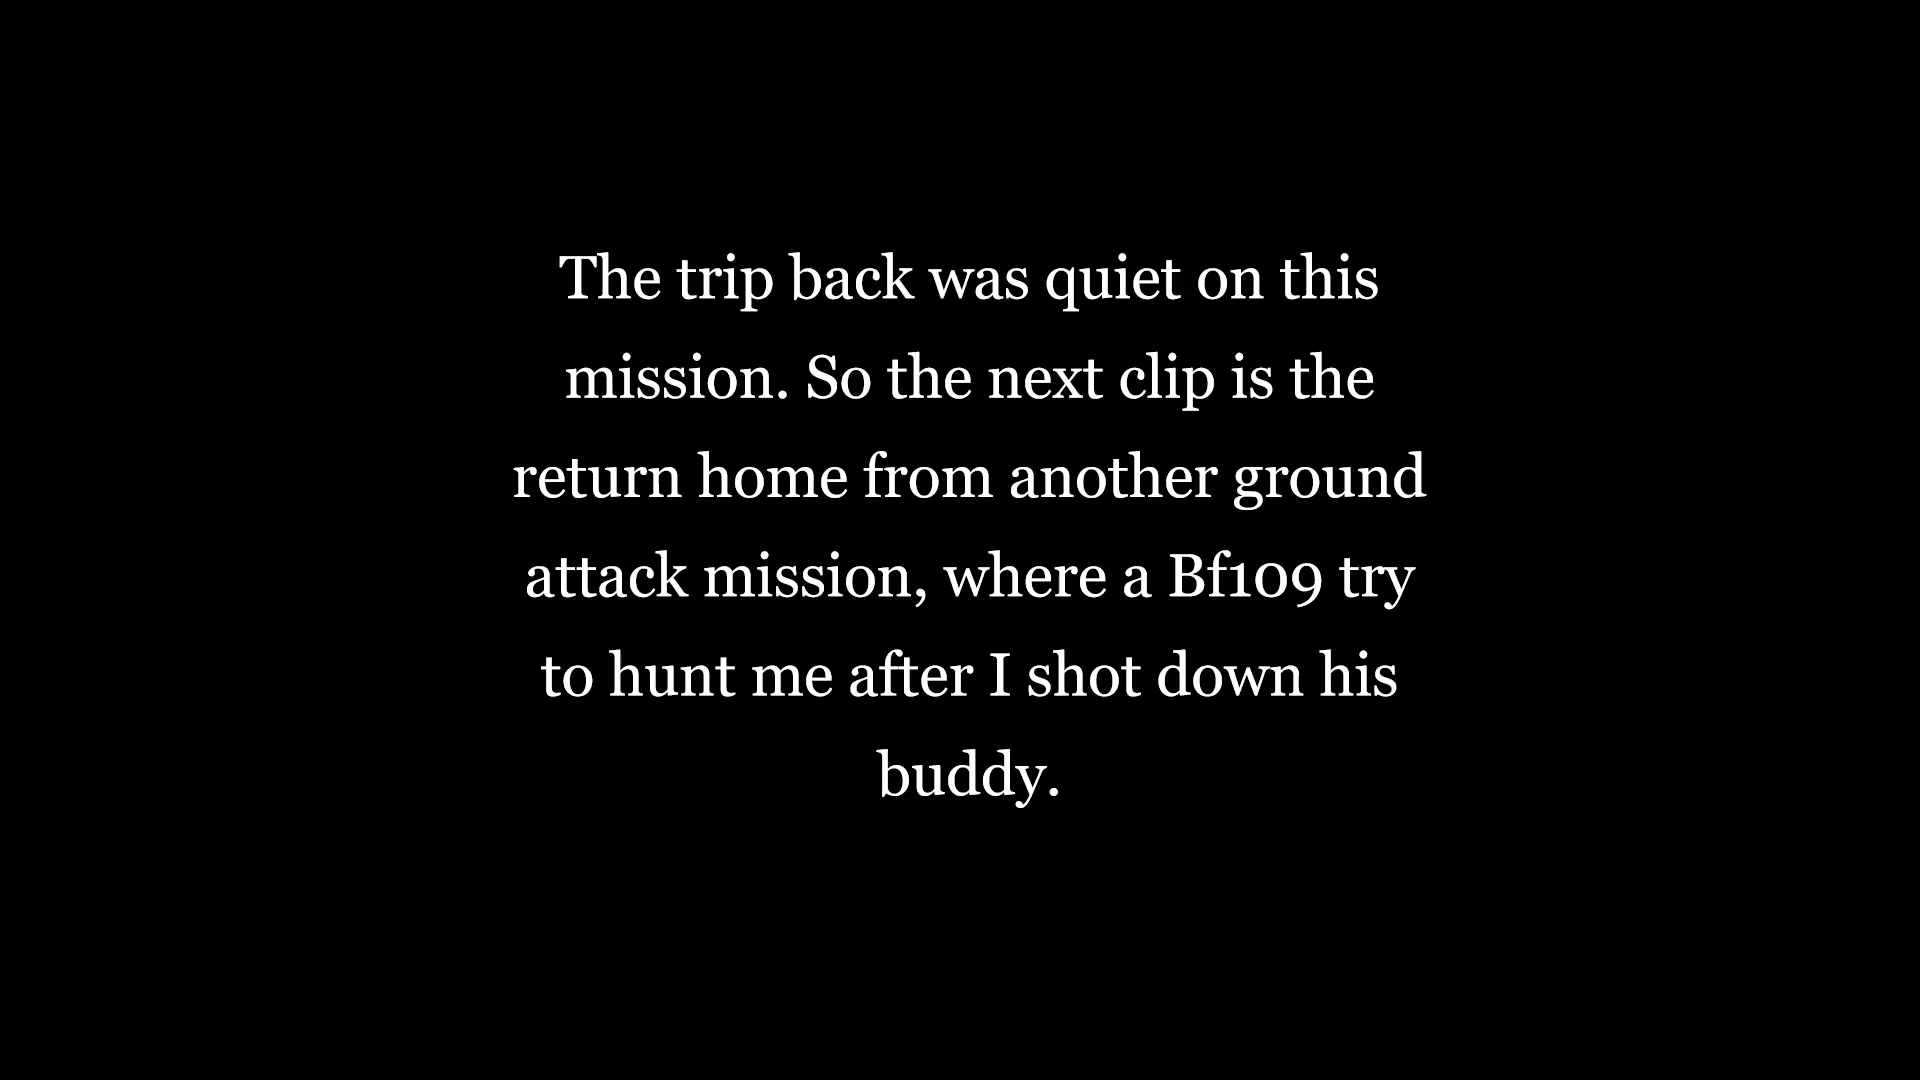 The trip back was quiet on this
mission. So the next clip is the
return home from another ground
attack mission, where a Bf109 try
to hunt me after I shot down his
buddy.